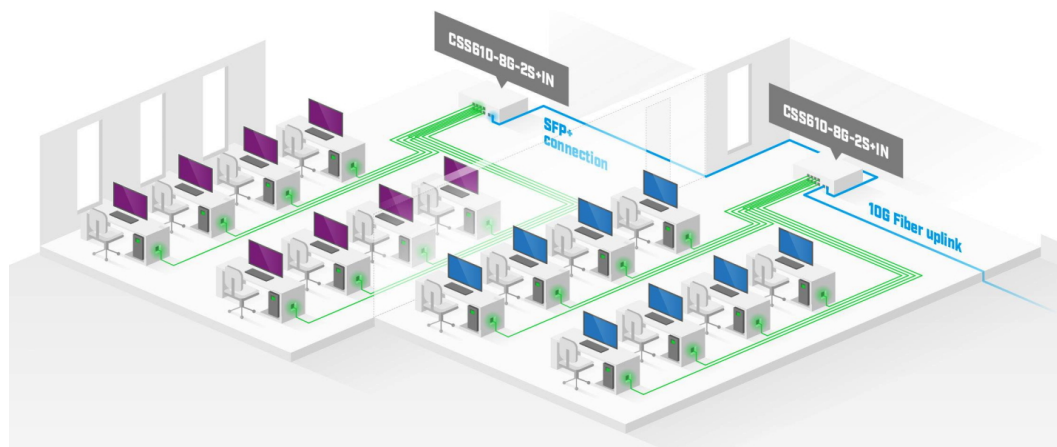 CSS610-8G-2S+IN
SFP+
connection
CSS610-8G-2S+IN
10G Fiber uplink